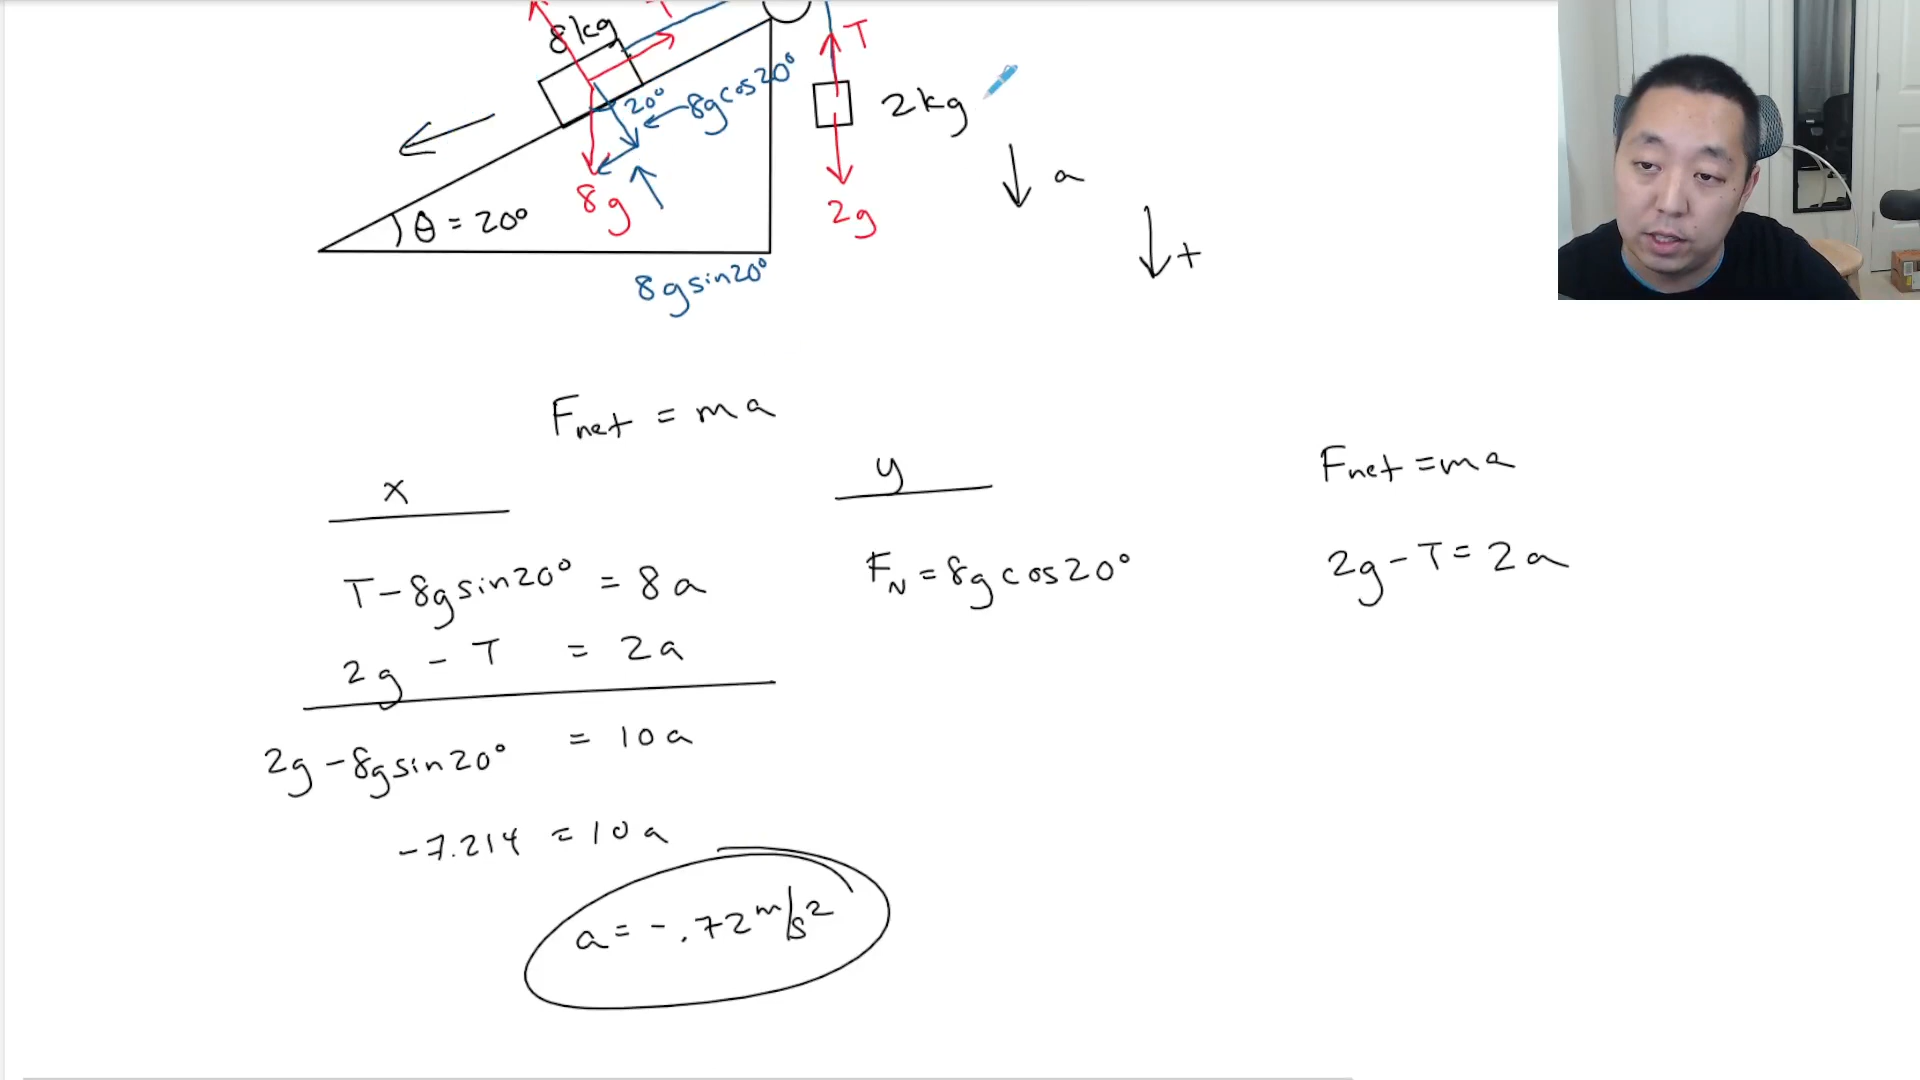 8kg
T
2kg
20°
8gcos20°
8g
2g
a
+
θ = 20°
8gsin20°
Fnet = ma
x
y
Fnet = ma
T-8gsin20° = 8a
FN = 8gcos20°
2g - T = 2a
2g - T = 2a
2g - 8gsin20° = 10a
-7.214 = 10a
a = -.72 m/s2